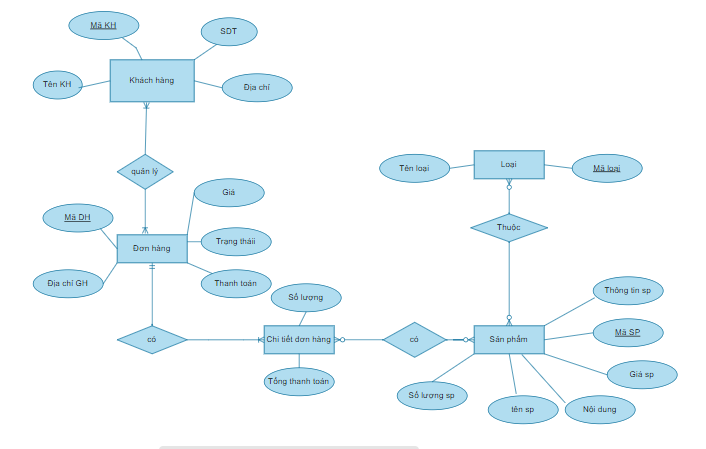 Mã KH
SDT
Khách hàng
Tên KH
Địa chỉ
quản lý
Tên loại
Loại
Mã loại
Giá
Mã DH
Thuộc
Trạng tháii
Đơn hàng
Địa chỉ GH
Thanh toán
Số lượng
Thông tin sp
có
Chi tiết đơn hàng
có
Sản phẩm
Mã SP
Tổng thanh toán
Giá sp
Số lượng sp
tên sp
Nội dung